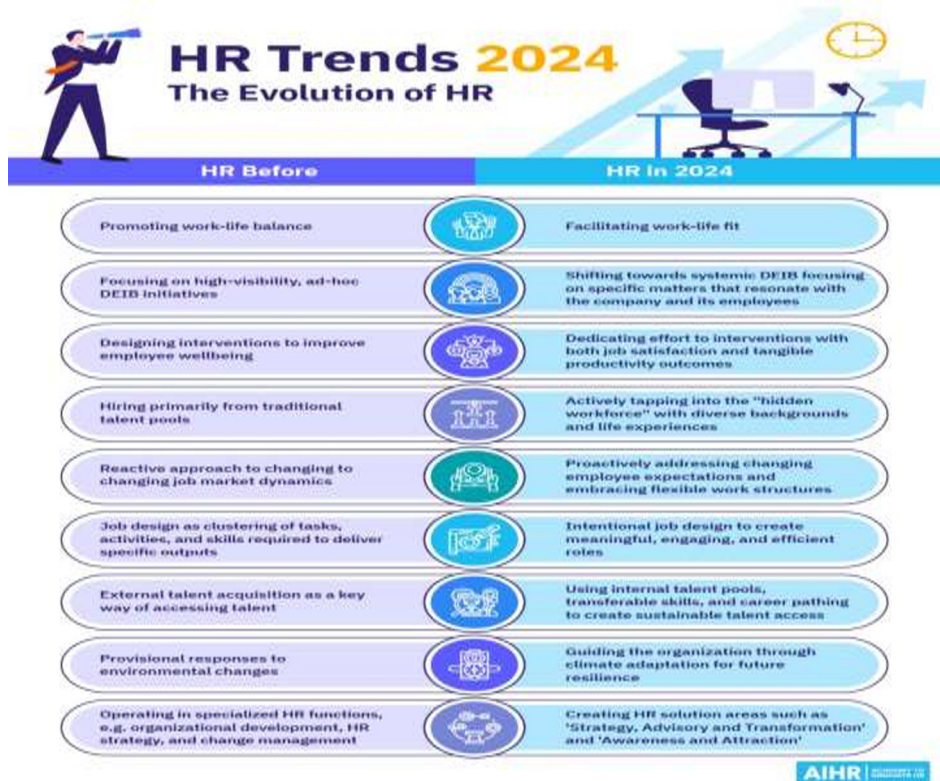 HR Trends 2024
The Evolution of HR
HR Before
HR in 2024
Promoting work-life balance
Facilitating work-life fit
Focusing on high-visibility, ad-hoc
DEIB initiatives
Shifting towards systemic DEIB focusing
on specific matters that resonate with
the company and its employees
Designing interventions to improve
employee wellbeing
Dedicating effort to interventions with
both job satisfaction and tangible
productivity outcomes
Hiring primarily from traditional
talent pools
Actively tapping into the "hidden
workforce" with diverse backgrounds
and life experiences
Reactive approach to changing to
changing job market dynamics
Proactively addressing changing
employee expectations and
embracing flexible work structures
Job design as clustering of tasks,
activities, and skills required to deliver
specific outputs
Intentional job design to create
meaningful, engaging, and efficient
roles
External talent acquisition as a key
way of accessing talent
Using internal talent pools,
transferable skills, and career pathing
to create sustainable talent access
Provisional responses to
environmental changes
Guiding the organization through
climate adaptation for future
resilience
Operating in specialized HR functions,
e.g. organizational development, HR
strategy, and change management
Creating HR solution areas such as
'Strategy, Advisory and Transformation'
and 'Awareness and Attraction'
AIHR
ACADEMY TO
INNOVATE HR